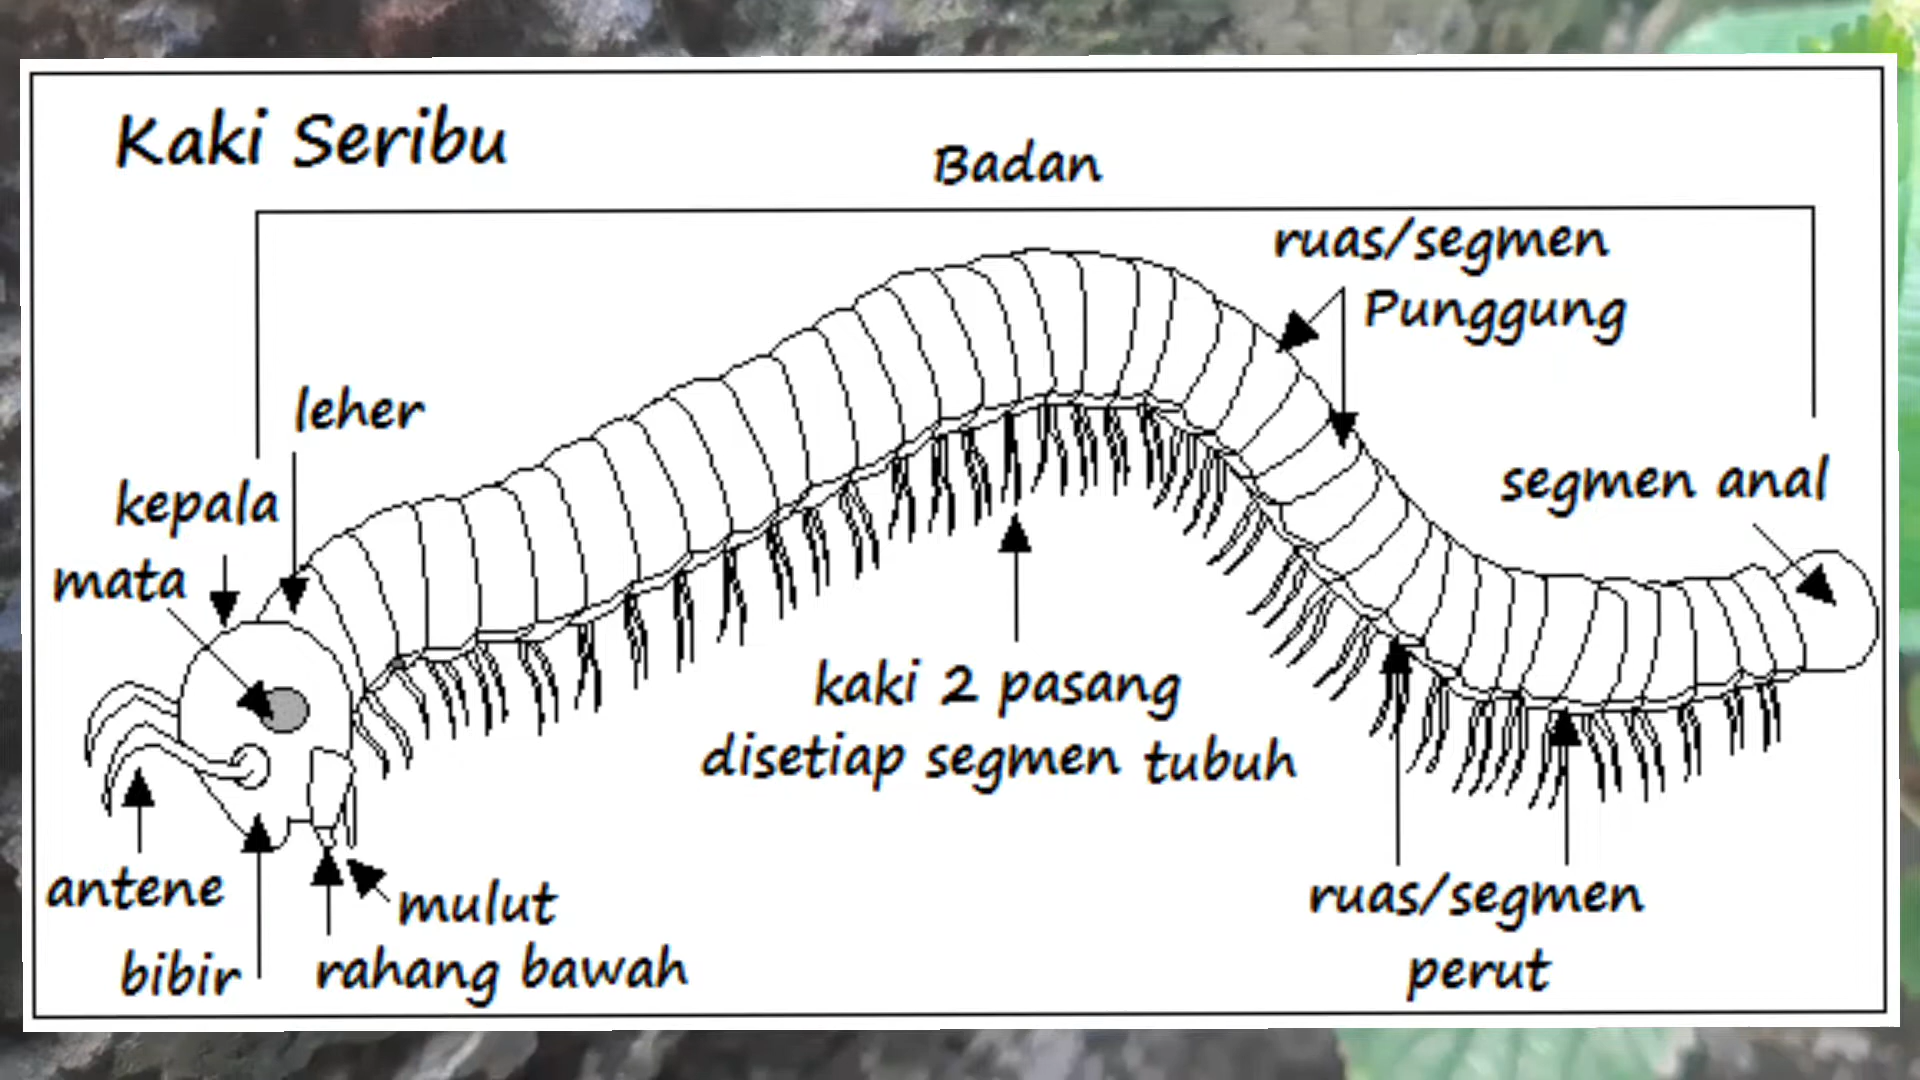 Kaki Seribu
Badan
ruas/segmen
Punggung
leher
kepala
mata
segmen anal
kaki 2 pasang
disetiap segmen tubuh
antene
bibir
mulut
rahang bawah
ruas/segmen
perut